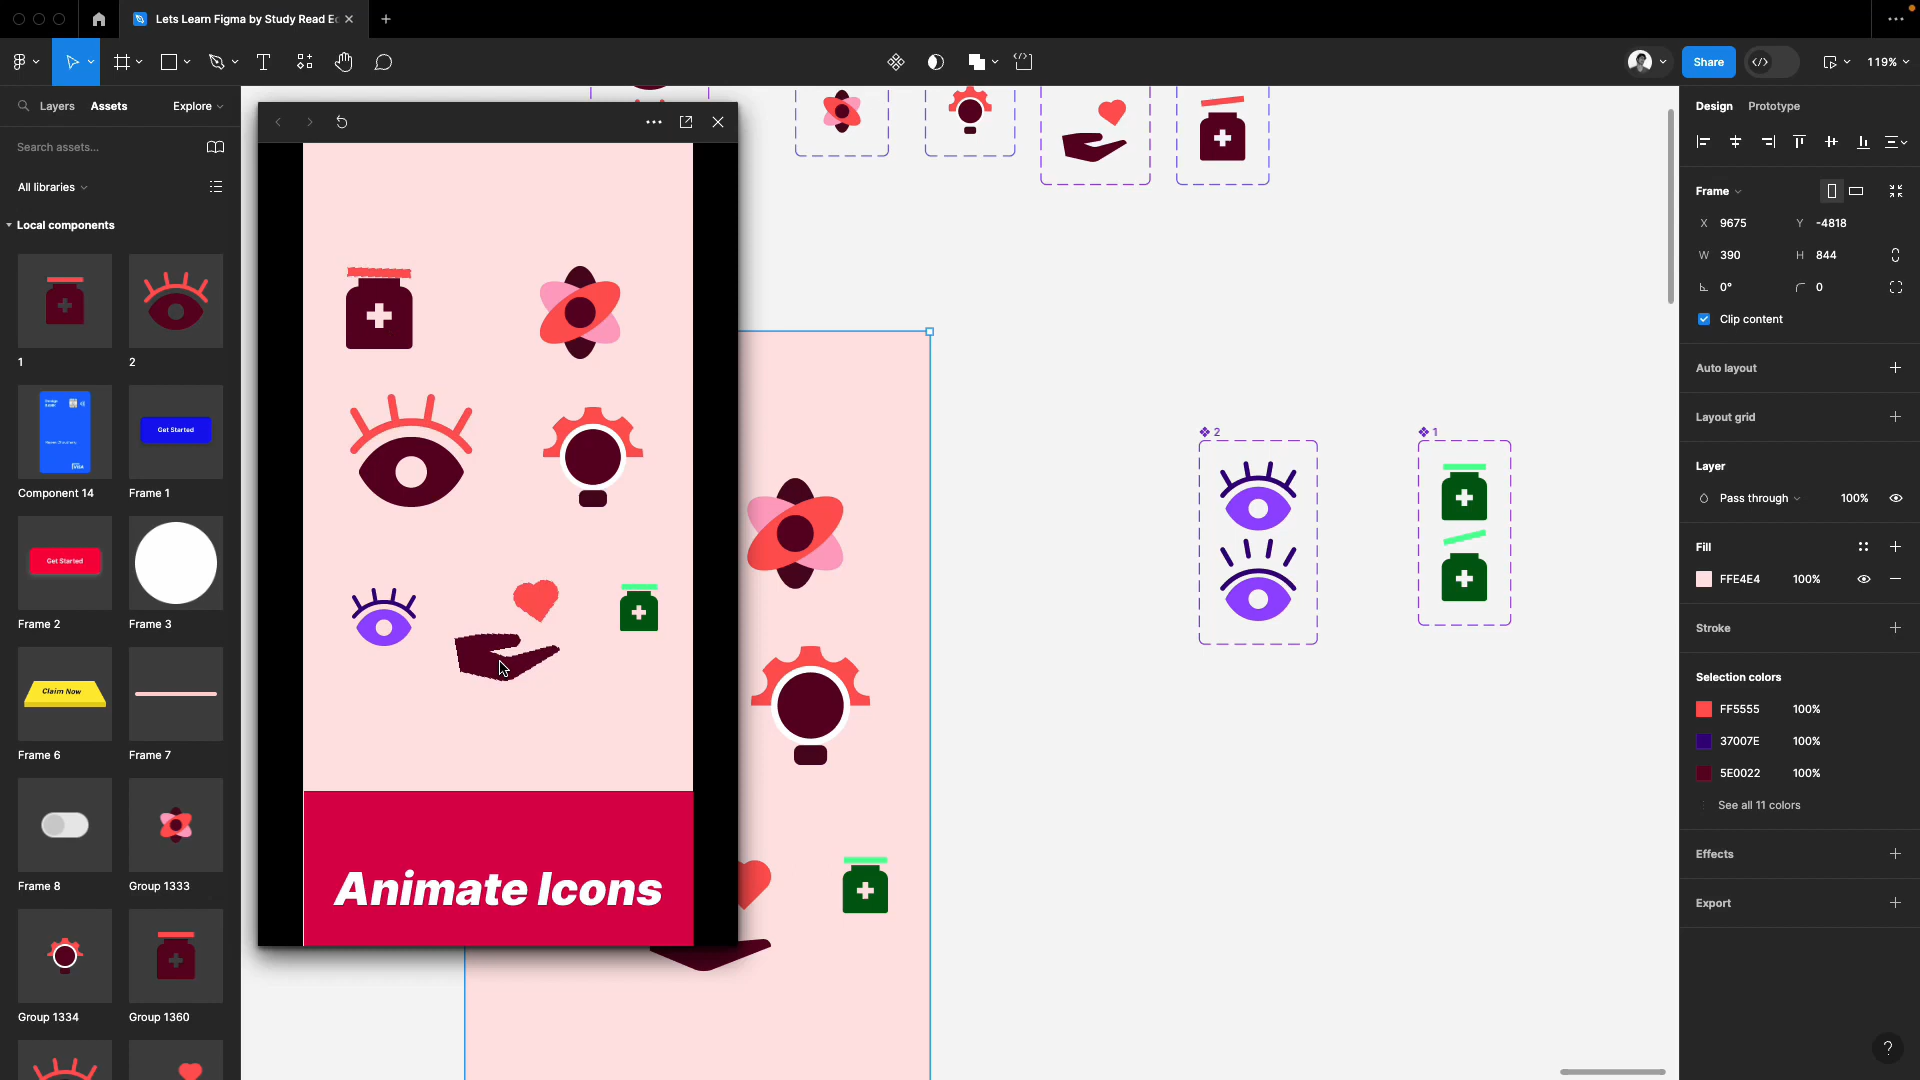 Lets Learn Figma by Study Read Ec
Share
119%
Layers
Assets
Explore
Search assets...
All libraries
Local components
1
2
Component 14
Get Started
Frame 1
Get Started
Frame 2
Frame 3
Claim Now
Frame 6
Frame 7
Frame 8
Group 1333
Group 1334
Group 1360
Animate Icons
2
1
Design
Prototype
Frame
X 9675
Y -4818
W 390
H 844
0°
0
Clip content
Auto layout
Layout grid
Layer
Pass through
100%
Fill
FFE4E4
100%
Stroke
Selection colors
FF5555
100%
37007E
100%
5E0022
100%
See all 11 colors
Effects
Export
?